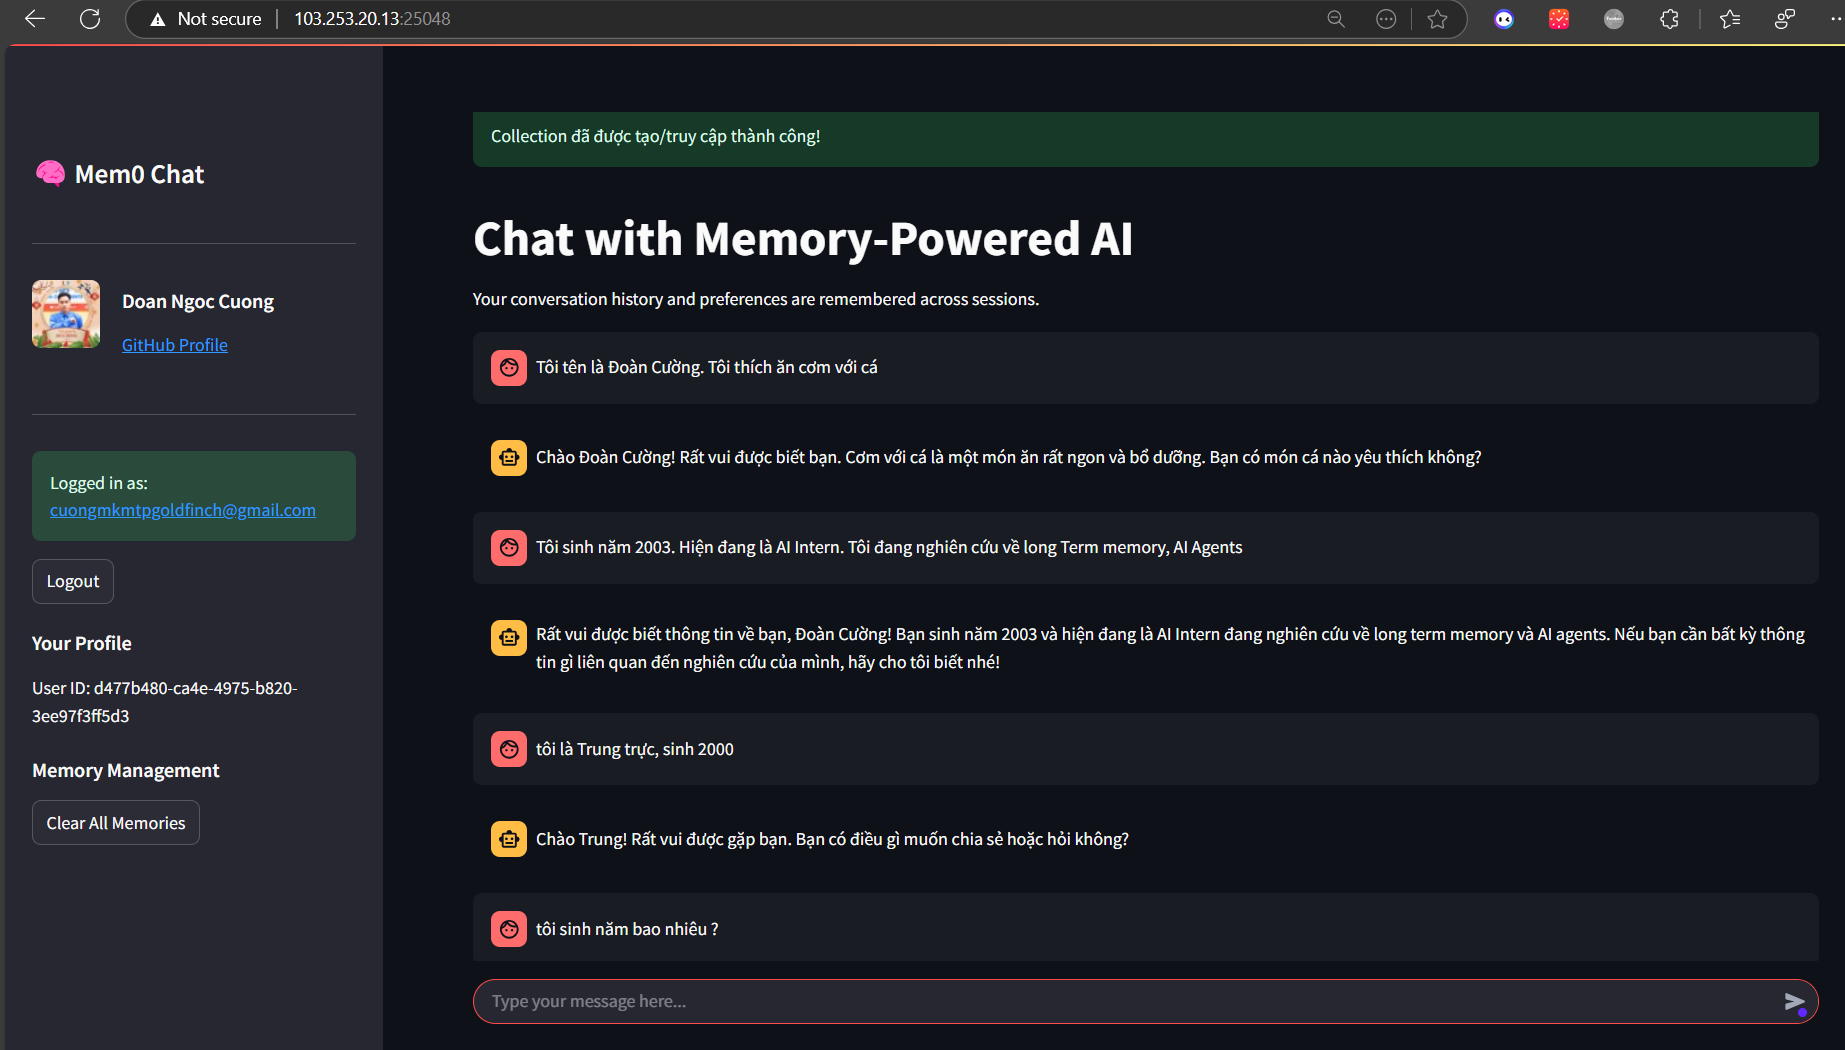 Not secure
103.253.20.13:25048
Mem0 Chat
Doan Ngoc Cuong
GitHub Profile
Logged in as:
cuongmkmtpgoldfinch@gmail.com
Logout
Your Profile
User ID: d477b480-ca4e-4975-b820-
3ee97f3ff5d3
Memory Management
Clear All Memories
Collection đã được tạo/truy cập thành công!
Chat with Memory-Powered AI
Your conversation history and preferences are remembered across sessions.
Tôi tên là Đoàn Cường. Tôi thích ăn cơm với cá
Chào Đoàn Cường! Rất vui được biết bạn. Cơm với cá là một món ăn rất ngon và bổ dưỡng. Bạn có món cá nào yêu thích không?
Tôi sinh năm 2003. Hiện đang là AI Intern. Tôi đang nghiên cứu về long Term memory, AI Agents
Rất vui được biết thông tin về bạn, Đoàn Cường! Bạn sinh năm 2003 và hiện đang là AI Intern đang nghiên cứu về long term memory và AI agents. Nếu bạn cần bất kỳ thông
tin gì liên quan đến nghiên cứu của mình, hãy cho tôi biết nhé!
tôi là Trung trực, sinh 2000
Chào Trung! Rất vui được gặp bạn. Bạn có điều gì muốn chia sẻ hoặc hỏi không?
tôi sinh năm bao nhiêu ?
Type your message here...